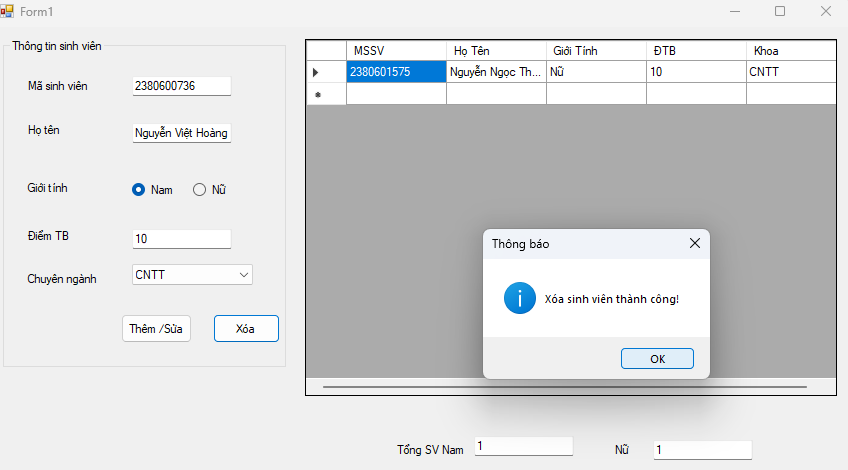 Form1
Thông tin sinh viên
Mã sinh viên 2380600736
Họ tên Nguyễn Việt Hoàng
Giới tính Nam Nữ
Điểm TB 10
Chuyên ngành CNTT
Thêm /Sửa Xóa
MSSV Họ Tên Giới Tính ĐTB Khoa
2380601575 Nguyễn Ngọc Th... Nữ 10 CNTT
Thông báo
Xóa sinh viên thành công!
OK
Tổng SV Nam 1 Nữ 1